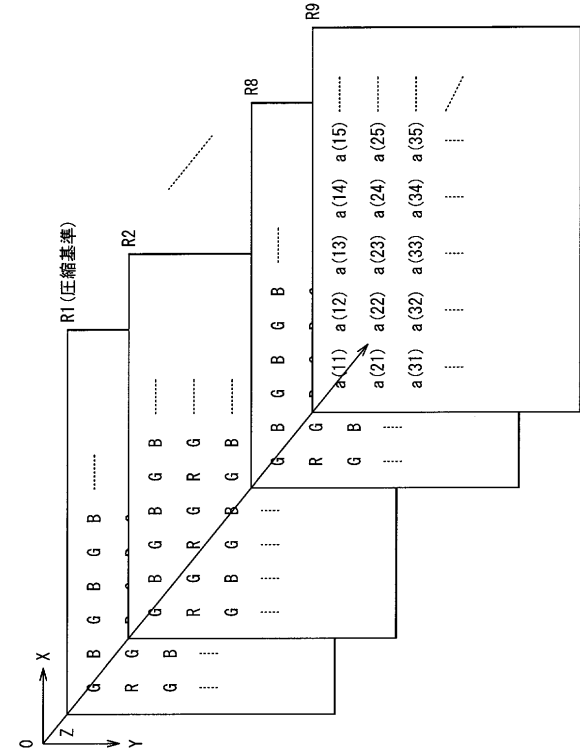 O
X
Y
Z
R1(圧縮基準)
G B G B G B
R G
G B
R2
G B G B G B
R G R G R G
G B G B G B
R8
G B G B G B
R G
G B
R9
a(11) a(12) a(13) a(14) a(15)
a(21) a(22) a(23) a(24) a(25)
a(31) a(32) a(33) a(34) a(35)